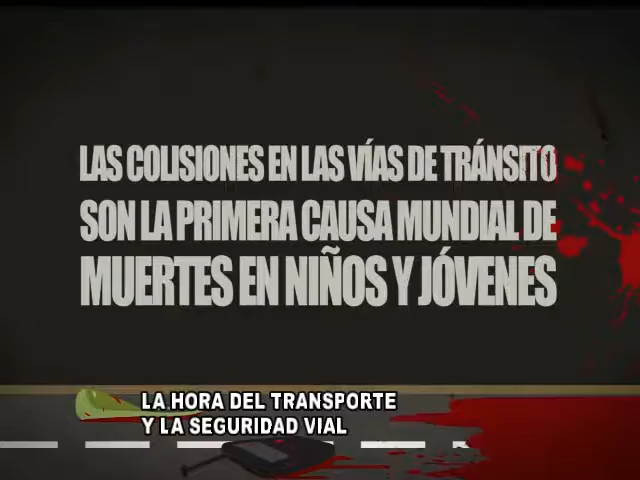 LAS COLISIONES EN LAS VÍAS DE TRÁNSITO
SON LA PRIMERA CAUSA MUNDIAL DE
MUERTES EN NIÑOS Y JÓVENES
LA HORA DEL TRANSPORTE
Y LA SEGURIDAD VIAL